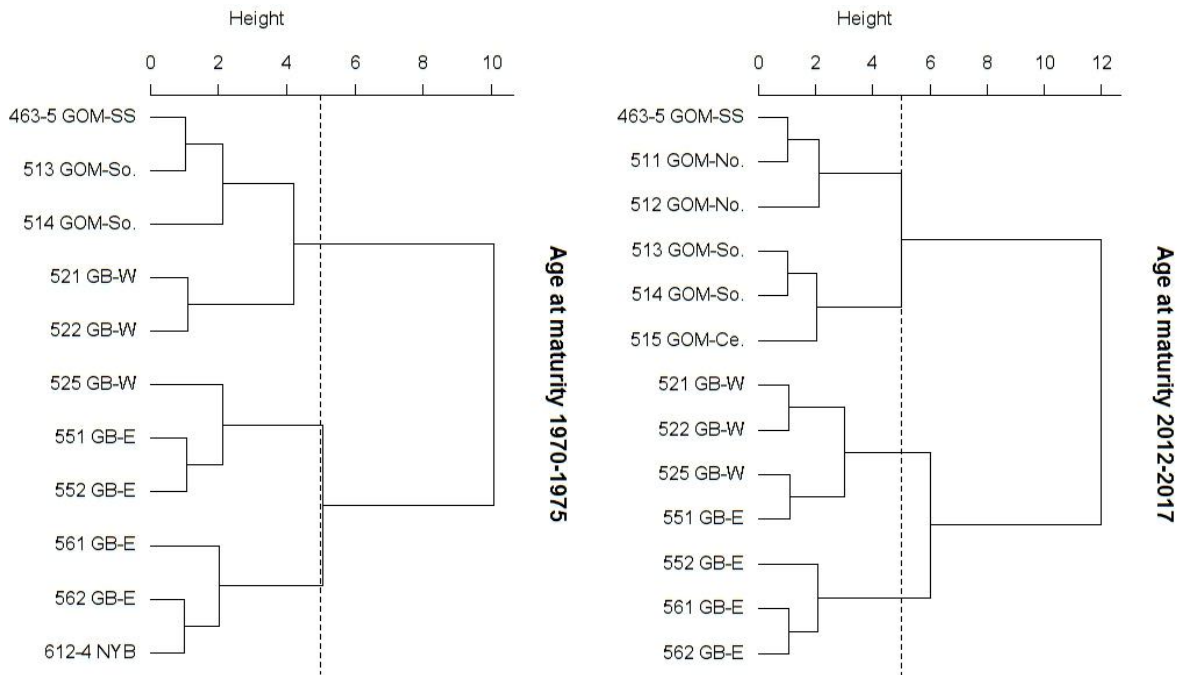 Height
0 2 4 6 8 10
463-5 GOM-SS
513 GOM-So.
514 GOM-So.
521 GB-W
522 GB-W
525 GB-W
551 GB-E
552 GB-E
561 GB-E
562 GB-E
612-4 NYB
Age at maturity 1970-1975
Height
0 2 4 6 8 10 12
463-5 GOM-SS
511 GOM-No.
512 GOM-No.
513 GOM-So.
514 GOM-So.
515 GOM-Ce.
521 GB-W
522 GB-W
525 GB-W
551 GB-E
552 GB-E
561 GB-E
562 GB-E
Age at maturity 2012-2017